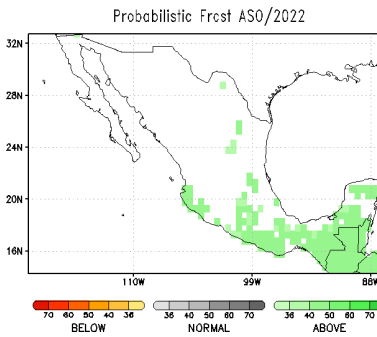 Probabilistic Frcst ASO/2022
32N
28N
24N
20N
16N
110W 99W 88W
70 60 50 40 36 36 40 50 60 70 36 40 50 60 70
BELOW NORMAL ABOVE